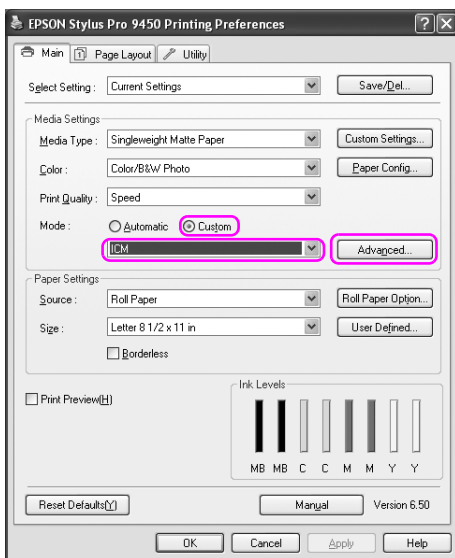 EPSON Stylus Pro 9450 Printing Preferences
Main Page Layout Utility
Select Setting : Current Settings Save/Del...
Media Settings
Media Type : Singleweight Matte Paper Custom Settings...
Color : Color/B&W Photo Paper Config...
Print Quality : Speed
Mode : Automatic Custom
ICM Advanced...
Paper Settings
Source : Roll Paper Roll Paper Option...
Size : Letter 8 1/2 x 11 in User Defined...
Borderless
Print Preview(H)
Ink Levels
MB MB C C M M Y Y
Reset Defaults(Y) Manual Version 6.50
OK Cancel Apply Help